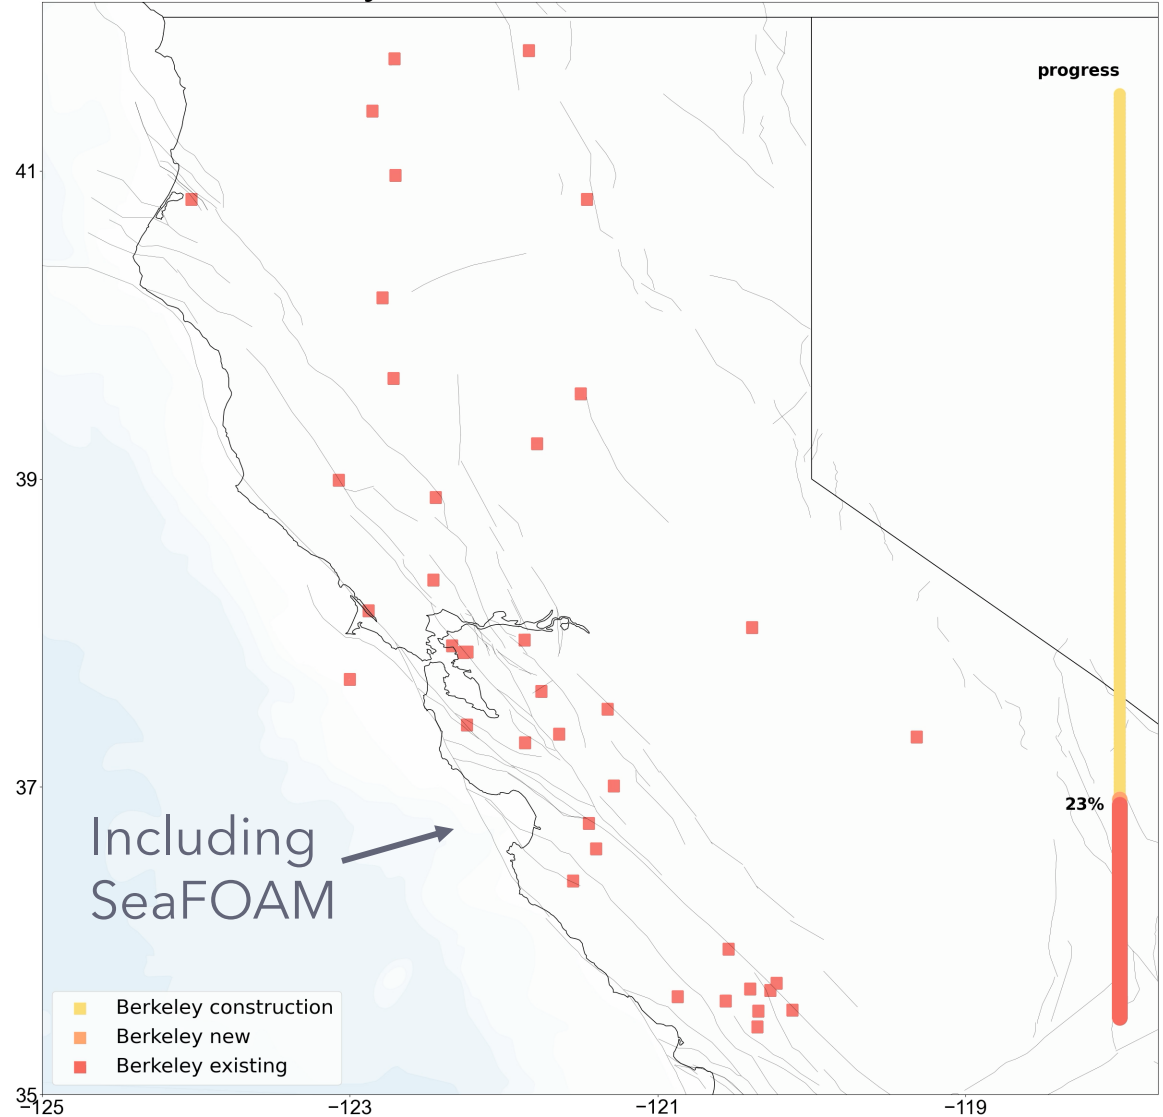 progress
41
39
23%
37
Including
SeaFOAM
Berkeley construction
Berkeley new
Berkeley existing
35
−125
−123
−121
−119